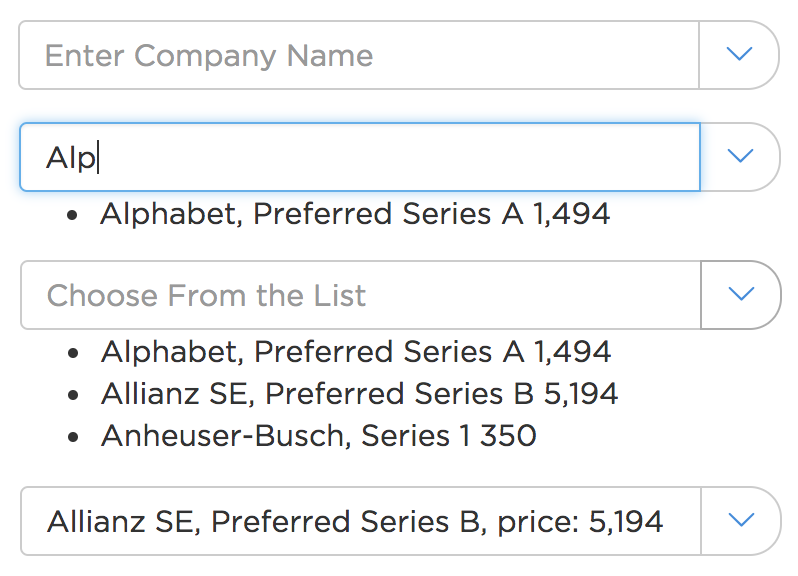 Enter Company Name
Alp
• Alphabet, Preferred Series A 1,494
Choose From the List
• Alphabet, Preferred Series A 1,494
• Allianz SE, Preferred Series B 5,194
• Anheuser-Busch, Series 1 350
Allianz SE, Preferred Series B, price: 5,194